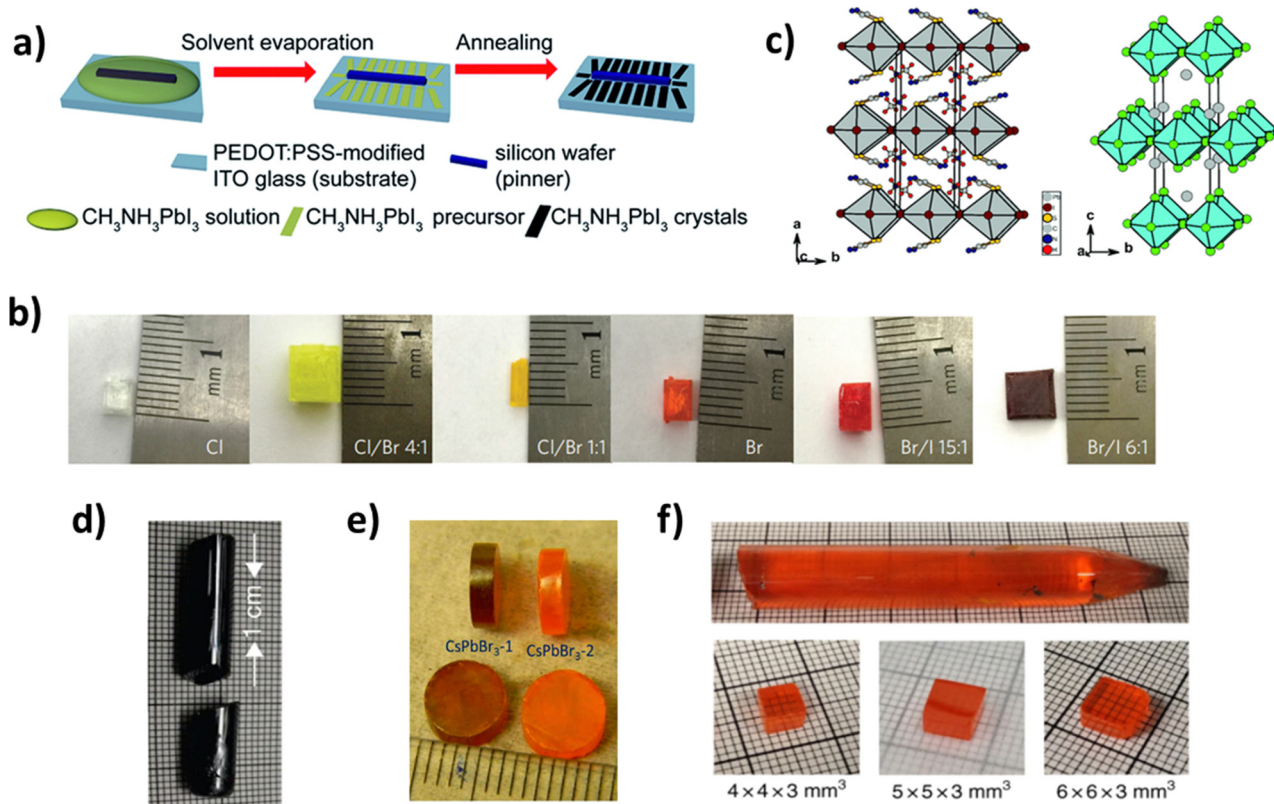 a)
Solvent evaporation
Annealing
PEDOT:PSS-modified
ITO glass (substrate)
silicon wafer
(pinner)
CH₃NH₃PbI₃ solution
CH₃NH₃PbI₃ precursor
CH₃NH₃PbI₃ crystals
c)
a
c
b
Pb
I
S
C
N
H
c
a
b
b)
1
mm
Cl
1
mm
Cl/Br 4:1
1
mm
Cl/Br 1:1
1
mm
Br
1
mm
Br/I 15:1
1
mm
Br/I 6:1
d)
1 cm
e)
CsPbBr₃-1
CsPbBr₃-2
f)
4×4×3 mm³
5×5×3 mm³
6×6×3 mm³